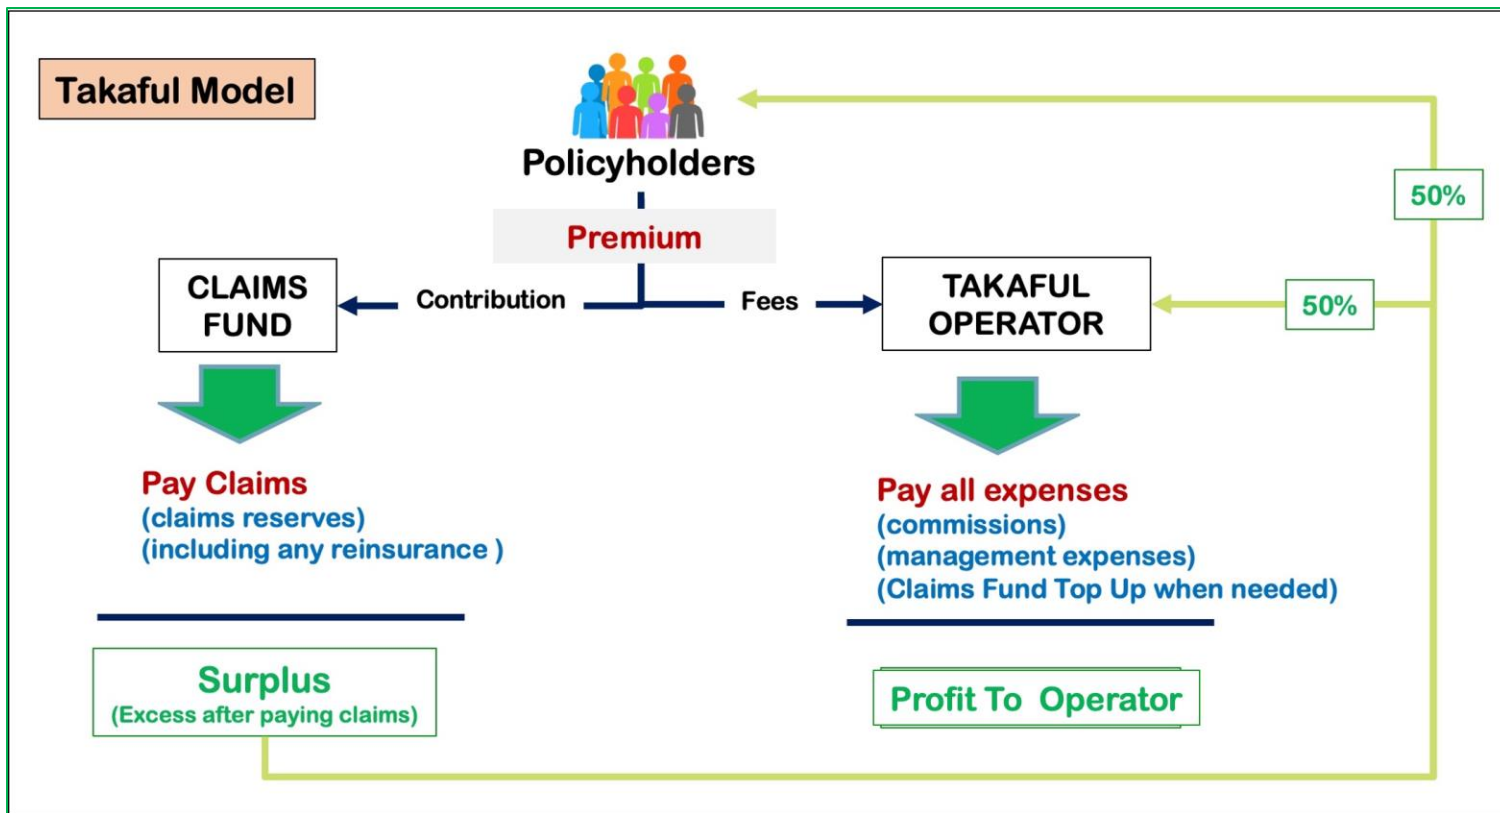 Takaful Model
Policyholders
50%
Premium
CLAIMS
FUND
Contribution
Fees
TAKAFUL
OPERATOR
50%
Pay Claims
(claims reserves)
(including any reinsurance )
Pay all expenses
(commissions)
(management expenses)
(Claims Fund Top Up when needed)
Surplus
(Excess after paying claims)
Profit To Operator